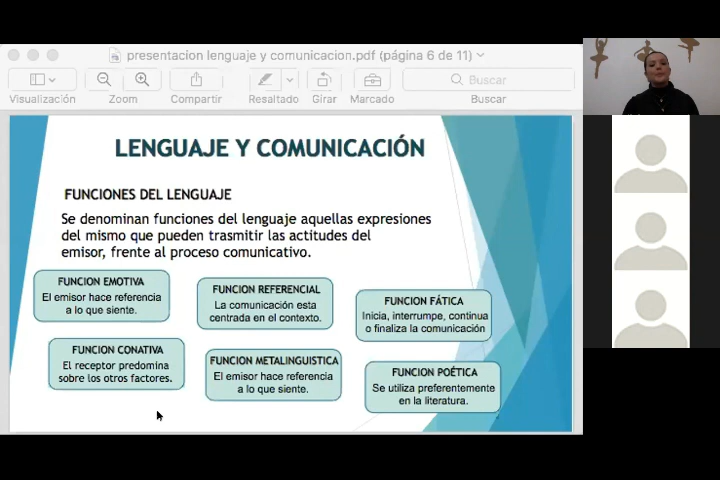 presentacion lenguaje y comunicacion.pdf (página 6 de 11)
Visualización
Zoom
Compartir
Resaltado
Girar
Marcado
Buscar
Buscar
LENGUAJE Y COMUNICACIÓN
FUNCIONES DEL LENGUAJE
Se denominan funciones del lenguaje aquellas expresiones
del mismo que pueden trasmitir las actitudes del
emisor, frente al proceso comunicativo.
FUNCION EMOTIVA
El emisor hace referencia
a lo que siente.
FUNCION REFERENCIAL
La comunicación esta
centrada en el contexto.
FUNCION FÁTICA
Inicia, interrumpe, continua
o finaliza la comunicación
FUNCION CONATIVA
El receptor predomina
sobre los otros factores.
FUNCION METALINGUISTICA
El emisor hace referencia
a lo que siente.
FUNCION POÉTICA
Se utiliza preferentemente
en la literatura.